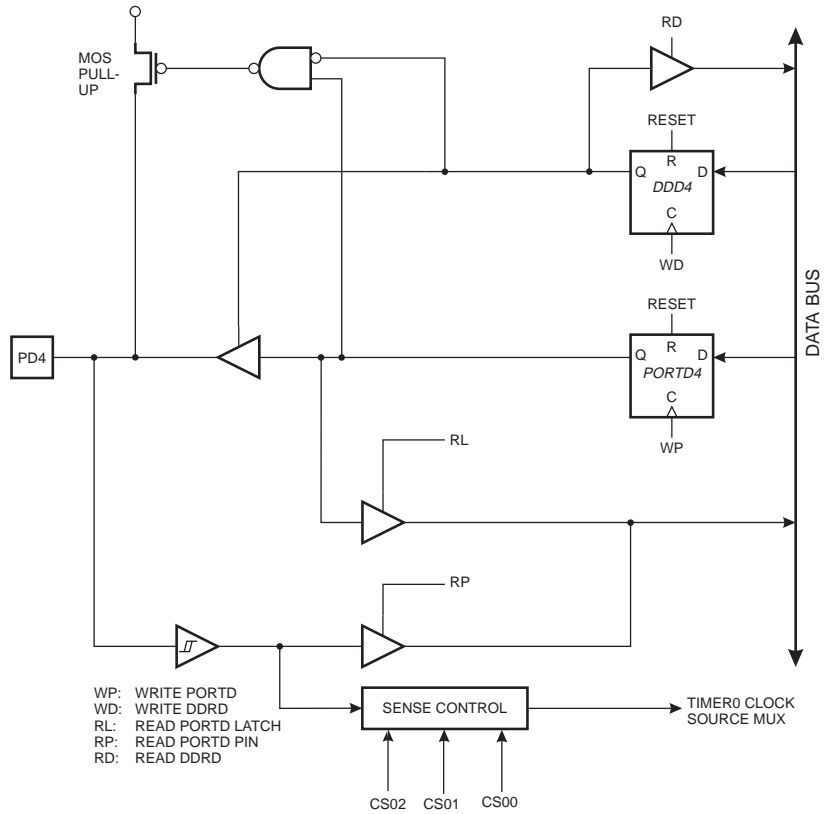 RD
MOS
PULL-
UP
RESET
R
Q
D
DDD4
C
WD
RESET
DATA BUS
PD4
R
Q
D
PORTD4
C
WP
RL
RP
WP: WRITE PORTD
WD: WRITE DDRD
RL: READ PORTD LATCH
RP: READ PORTD PIN
RD: READ DDRD
SENSE CONTROL
TIMER0 CLOCK
SOURCE MUX
CS02
CS01
CS00